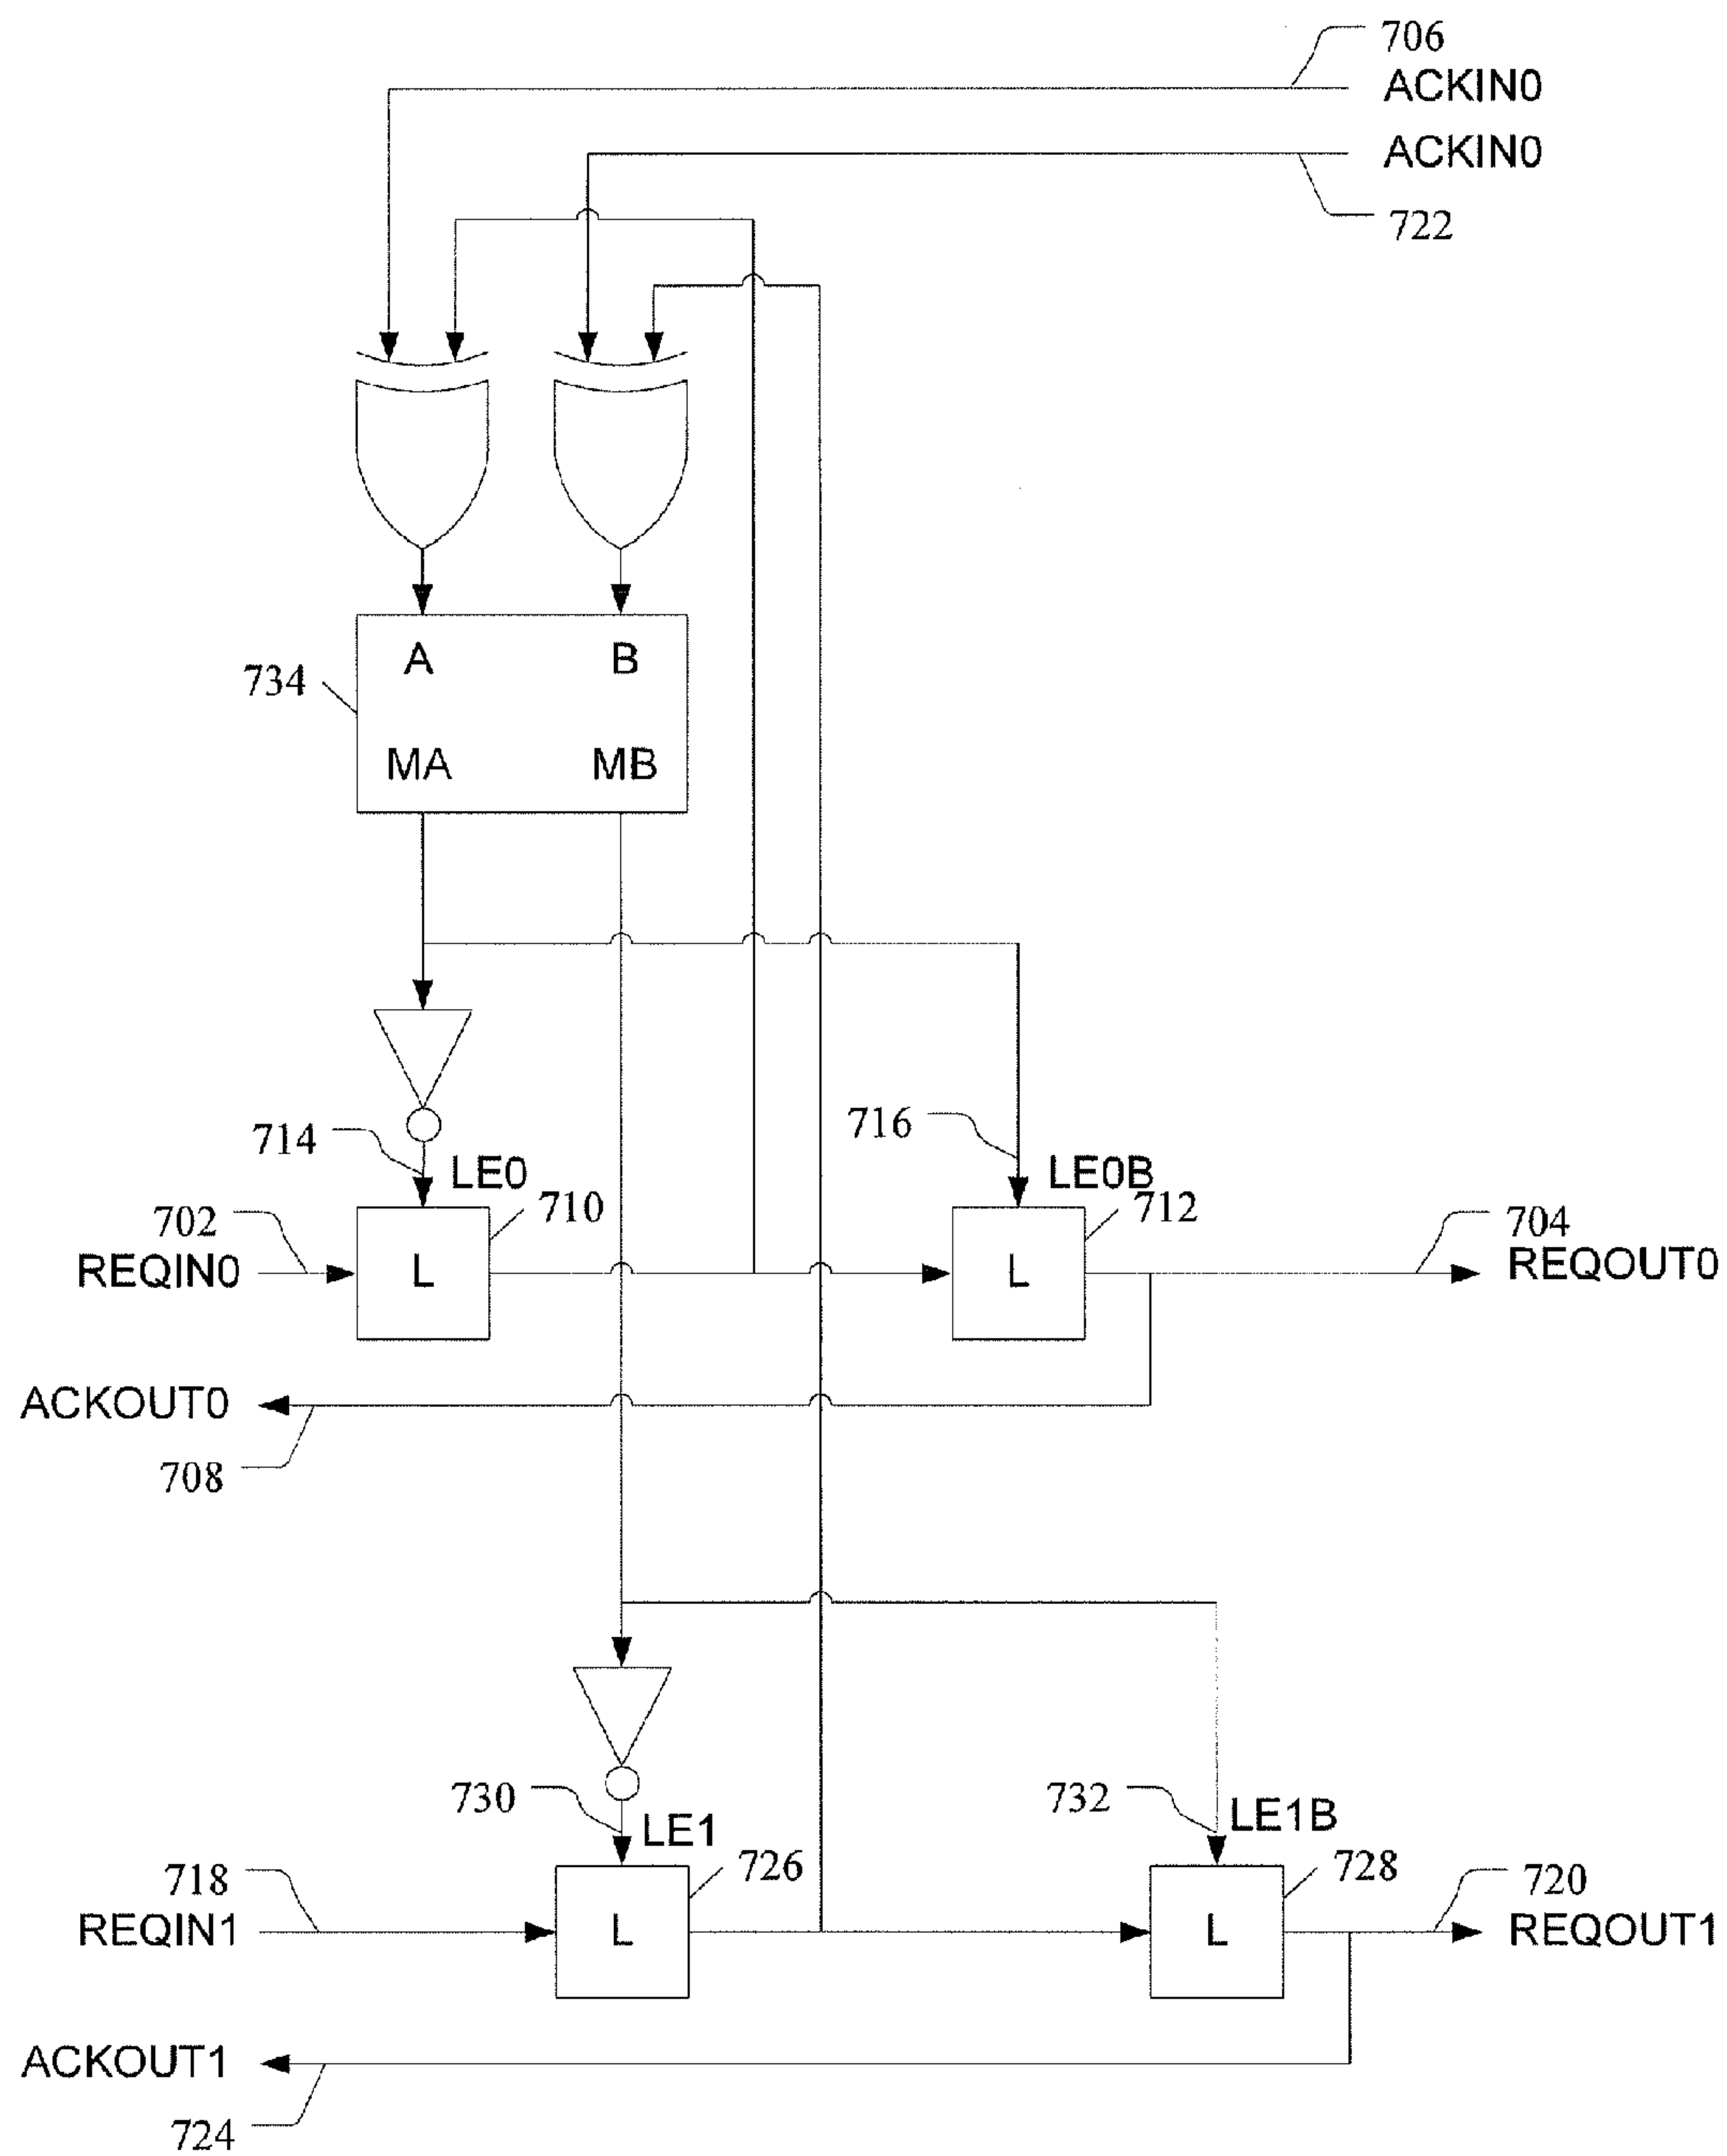 706
ACKIN0
ACKIN0
722
A B
734
MA MB
714
LE0
716
LE0B
702
710
712
704
REQIN0
L
L
REQOUT0
ACKOUT0
708
730
LE1
732
LE1B
718
726
728
720
REQIN1
L
L
REQOUT1
ACKOUT1
724